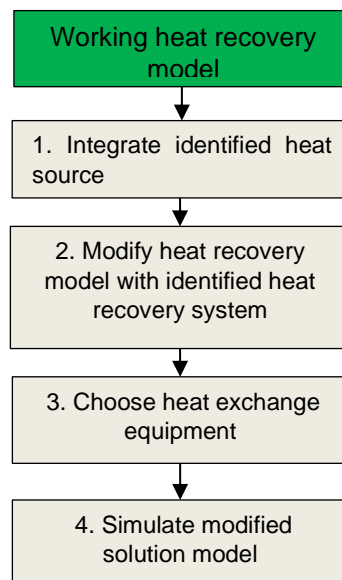 Working heat recovery
model
1. Integrate identified heat
source
2. Modify heat recovery
model with identified heat
recovery system
3. Choose heat exchange
equipment
4. Simulate modified
solution model